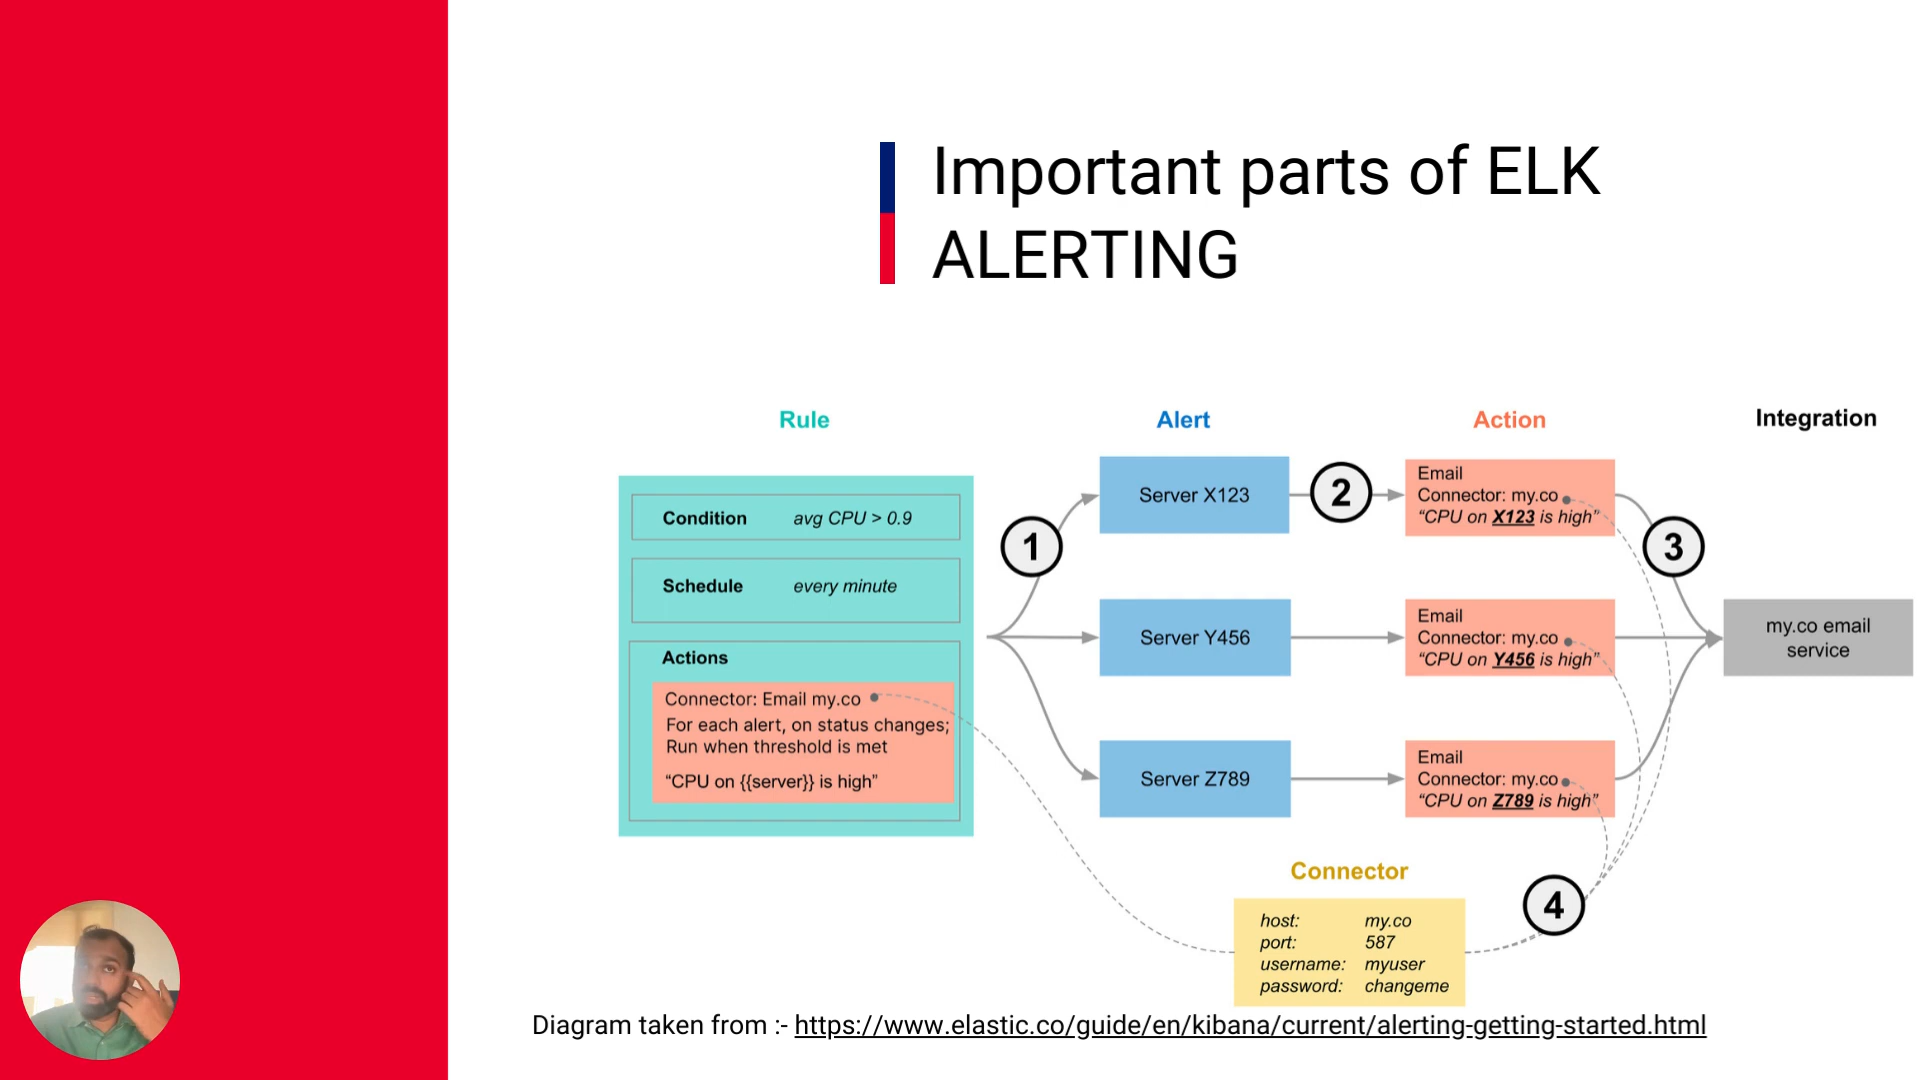 Important parts of ELK
ALERTING
Rule
Alert
Action
Integration
Condition avg CPU > 0.9
Schedule every minute
Actions
Connector: Email my.co
For each alert, on status changes;
Run when threshold is met
“CPU on {{server}} is high”
1
Server X123
2
Email
Connector: my.co
“CPU on X123 is high”
3
Server Y456
Email
Connector: my.co
“CPU on Y456 is high”
my.co email
service
Server Z789
Email
Connector: my.co
“CPU on Z789 is high”
Connector
4
host: my.co
port: 587
username: myuser
password: changeme
Diagram taken from :- https://www.elastic.co/guide/en/kibana/current/alerting-getting-started.html